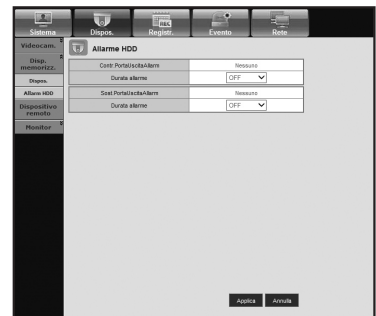 Sistema
Dispos.
Registr.
Evento
Rete
Videocam.
Disp. memorizz.
Dispos.
Allarm HDD
Dispositivo remoto
Monitor
Allarme HDD
Contr.PortaUscitaAllarm Nessuno
Durata allarme OFF
Sost.PortaUscitaAllarm Nessuno
Durata allarme OFF
Applica Annulla